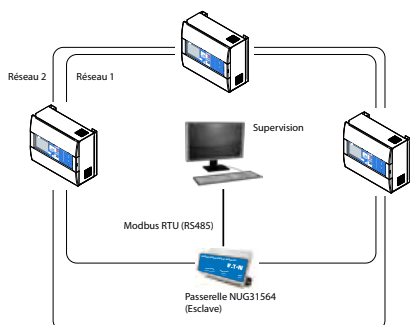 Réseau 2
Réseau 1
Supervision
Modbus RTU (RS485)
E·T·N
Passerelle NUG31564
(Esclave)